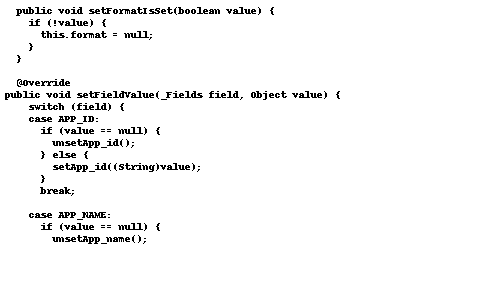 public void setFormatIsSet(boolean value) {
if (!value) {
this.format = null;
}
}
@Override
public void setFieldValue(_Fields field, Object value) {
switch (field) {
case APP_ID:
if (value == null) {
unsetApp_id();
} else {
setApp_id((String)value);
}
break;
case APP_NAME:
if (value == null) {
unsetApp_name();